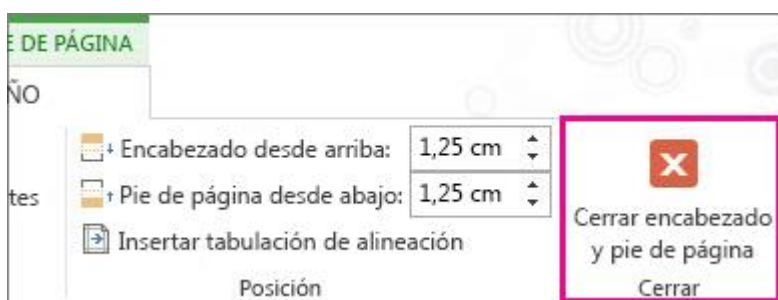 E DE PÁGINA
ÑO
tes
Encabezado desde arriba: 1,25 cm
Pie de página desde abajo: 1,25 cm
Insertar tabulación de alineación
Posición
Cerrar encabezado
y pie de página
Cerrar